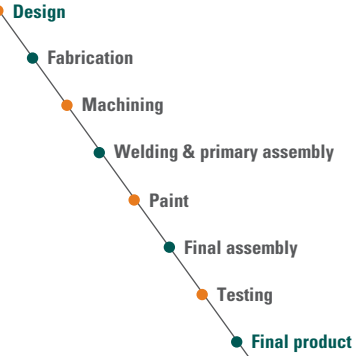 Design
Fabrication
Machining
Welding & primary assembly
Paint
Final assembly
Testing
Final product